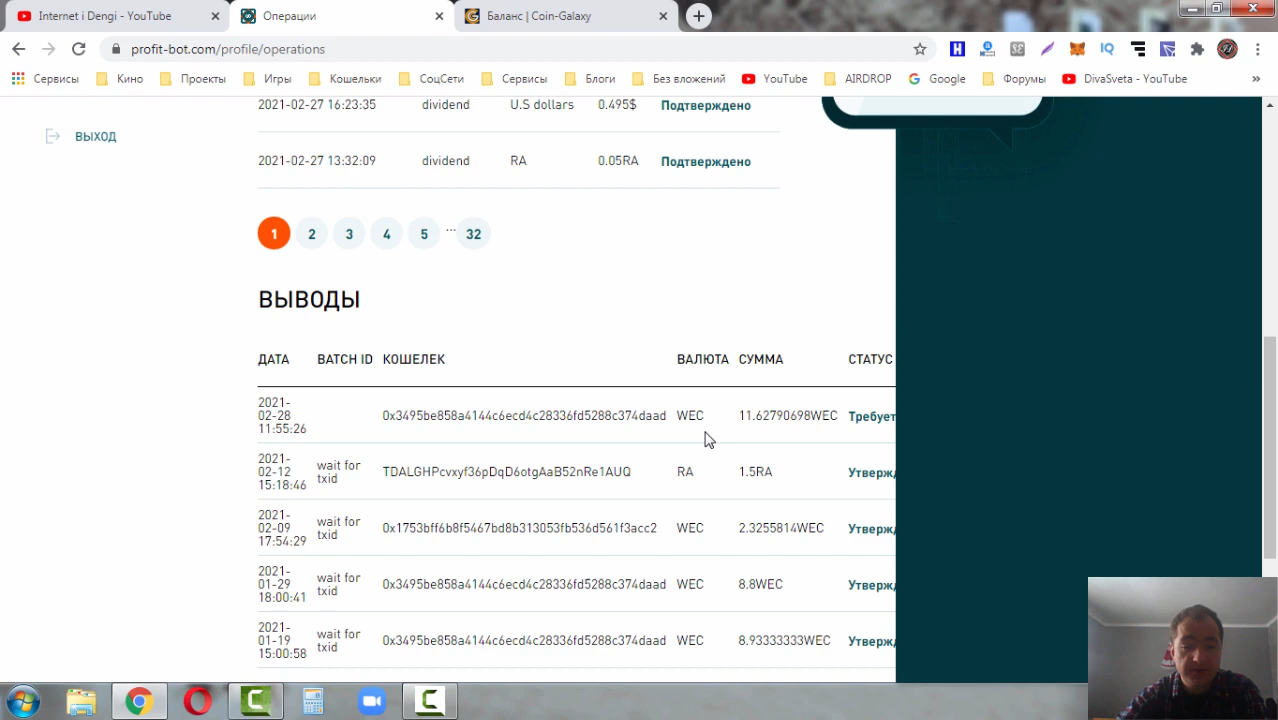 Internet i Dengi - YouTube
Операции
Баланс | Coin-Galaxy
profit-bot.com/profile/operations
Сервисы
Кино
Проекты
Игры
Кошельки
СоцСети
Сервисы
Блоги
Без вложений
YouTube
AIRDROP
Google
Форумы
DivaSveta - YouTube
»
ВЫХОД
2021-02-27 16:23:35 dividend U.S dollars 0.495$ Подтверждено
2021-02-27 13:32:09 dividend RA 0.05RA Подтверждено
1 2 3 4 5 ... 32
ВЫВОДЫ
ДАТА BATCH ID КОШЕЛЕК ВАЛЮТА СУММА СТАТУС
2021-
02-28
11:55:26
0x3495be858a4144c6ecd4c28336fd5288c374daad WEC 11.62790698WEC Требует
2021-
02-12
15:18:46
wait for
txid
TDALGHPcvxyf36pDqD6otgAaB52nRe1AUQ RA 1.5RA Утверж
2021-
02-09
17:54:29
wait for
txid
0x1753bff6b8f5467bd8b313053fb536d561f3acc2 WEC 2.3255814WEC Утверж
2021-
01-29
18:00:41
wait for
txid
0x3495be858a4144c6ecd4c28336fd5288c374daad WEC 8.8WEC Утверж
2021-
01-19
15:00:58
wait for
txid
0x3495be858a4144c6ecd4c28336fd5288c374daad WEC 8.93333333WEC Утверж